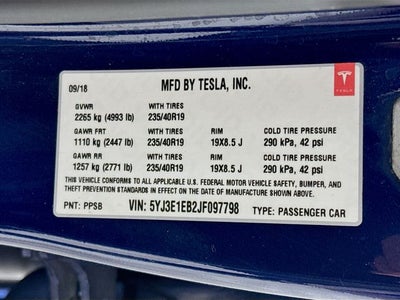 09/18 MFD BY TESLA, INC.
TESLA
GVWR WITH TIRES
2265 kg (4993 lb) 235/40R19
GAWR FRT WITH TIRES RIM COLD TIRE PRESSURE
1110 kg (2447 lb) 235/40R19 19X8.5 J 290 kPa, 42 psi
GAWR RR WITH TIRES RIM COLD TIRE PRESSURE
1257 kg (2771 lb) 235/40R19 19X8.5 J 290 kPa, 42 psi
THIS VEHICLE CONFORMS TO ALL APPLICABLE U.S. FEDERAL MOTOR VEHICLE SAFETY, BUMPER, AND
THEFT PREVENTION STANDARDS IN EFFECT ON THE DATE OF MANUFACTURE SHOWN ABOVE.
PNT: PPSB VIN: 5YJ3E1EB2JF097798 TYPE: PASSENGER CAR